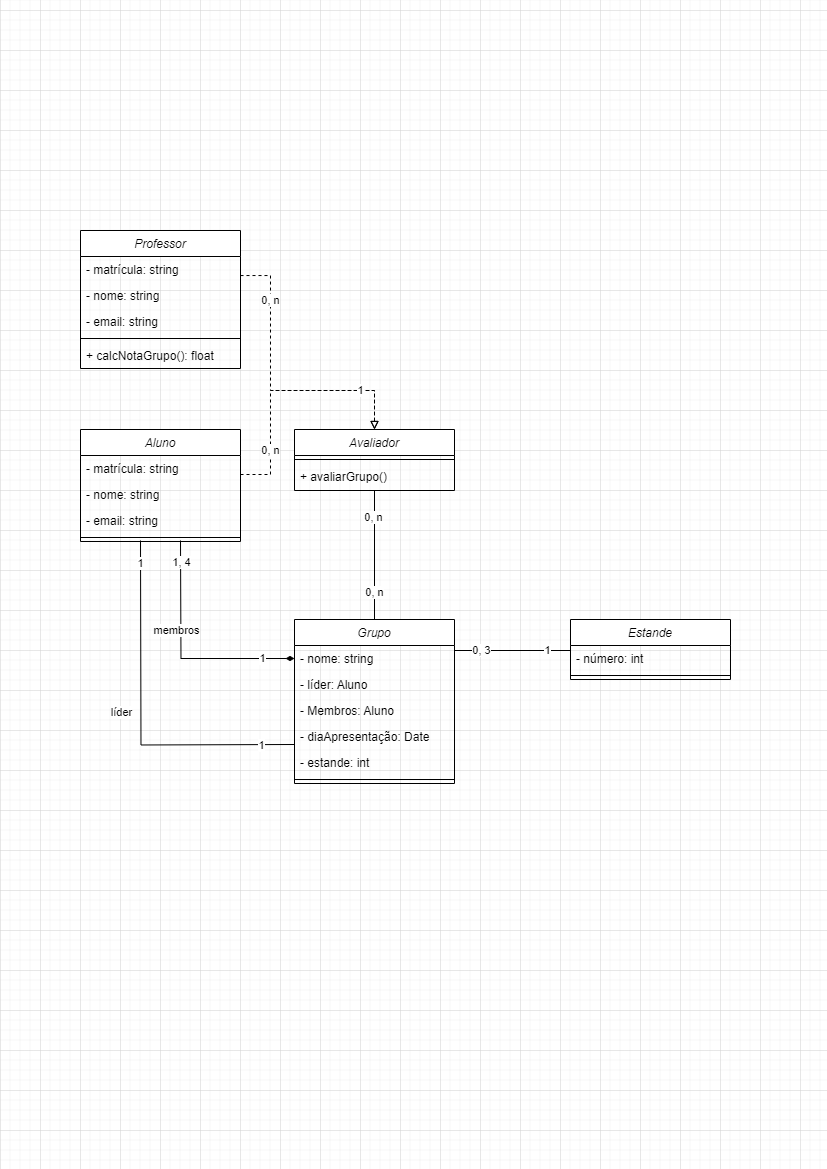 Professor
- matrícula: string
- nome: string
- email: string
+ calcNotaGrupo(): float
0, n
1
Aluno
- matrícula: string
- nome: string
- email: string
0, n
Avaliador
+ avaliarGrupo()
0, n
0, n
1
1, 4
membros
1
líder
1
Grupo
- nome: string
- líder: Aluno
- Membros: Aluno
- diaApresentação: Date
- estande: int
0, 3
1
Estande
- número: int